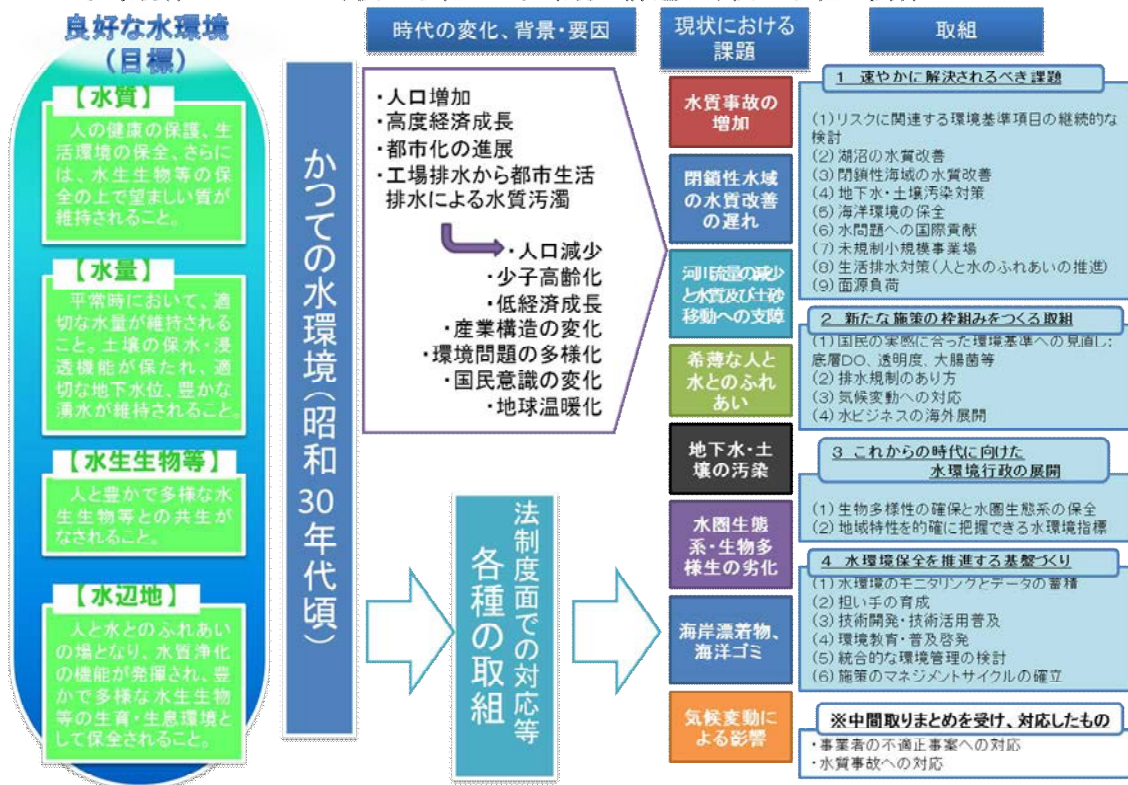 良好な水環境
(目標)
【水質】
人の健康の保護、生
活環境の保全、さらに
は、水生生物等の保
全の上で望ましい質が
維持されること。
【水量】
平常時において、適
切な水量が維持される
こと。土壌の保水・浸
透機能が保たれ、適
切な地下水位、豊かな
湧水が維持されること。
【水生生物等】
人と豊かで多様な水
生生物等との共生が
なされること。
【水辺地】
人と水とのふれあい
の場となり、水質浄化
の機能が発揮され、豊
かで多様な水生生物
等の生育・生息環境と
して保全されること。
かつての水環境(昭和30年代頃)
時代の変化、背景・要因
・人口増加
・高度経済成長
・都市化の進展
・工場排水から都市生活
排水による水質汚濁
・人口減少
・少子高齢化
・低経済成長
・産業構造の変化
・環境問題の多様化
・国民意識の変化
・地球温暖化
法制度面での対応等
各種の取組
現状における
課題
水質事故の
増加
閉鎖性水域
の水質改善
の遅れ
河川流量の減少
と水質及び土砂
移動への支障
希薄な人と
水とのふれ
あい
地下水・土
壌の汚染
水圏生態
系・生物多
様生の劣化
海岸漂着物、
海洋ゴミ
気候変動に
よる影響
取組
1 速やかに解決されるべき課題
(1)リスクに関連する環境基準項目の継続的な
検討
(2) 湖沼の水質改善
(3) 閉鎖性海域の水質改善
(4) 地下水・土壌汚染対策
(5) 海洋環境の保全
(6) 水問題への国際貢献
(7) 未規制小規模事業場
(8) 生活排水対策(人と水のふれあいの推進)
(9) 面源負荷
2 新たな施策の枠組みをつくる取組
(1)国民の実感に合った環境基準への見直し:
底層DO、透明度、大腸菌等
(2) 排水規制のあり方
(3) 気候変動への対応
(4) 水ビジネスの海外展開
3 これからの時代に向けた
水環境行政の展開
(1) 生物多様性の確保と水圏生態系の保全
(2) 地域特性を的確に把握できる水環境指標
4 水環境保全を推進する基盤づくり
(1) 水環境のモニタリングとデータの蓄積
(2) 担い手の育成
(3) 技術開発・技術活用普及
(4) 環境教育・普及啓発
(5) 統合的な環境管理の検討
(6) 施策のマネジメントサイクルの確立
※中間取りまとめを受け、対応したもの
・事業者の不適正事案への対応
・水質事故への対応